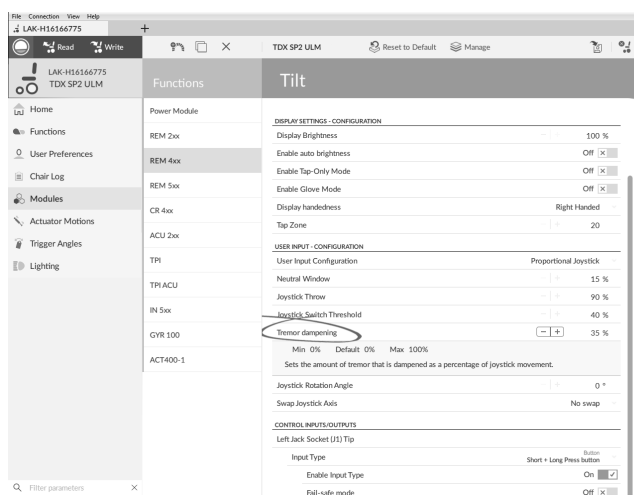 File Connection View Help
LAK-H16166775
+
Read
Write
TDX SP2 ULM
Reset to Default
Manage
LAK-H16166775
TDX SP2 ULM
Home
Functions
User Preferences
Chair Log
Modules
Actuator Motions
Trigger Angles
Lighting
Filter parameters
Functions
Power Module
REM 2xx
REM 4xx
REM 5xx
CR 4xx
ACU 2xx
TPI
TPI ACU
IN 5xx
GYR 100
ACT400-1
Tilt
DISPLAY SETTINGS - CONFIGURATION
Display Brightness 100 %
Enable auto brightness Off
Enable Tap-Only Mode Off
Enable Glove Mode Off
Display handedness Right Handed
Tap Zone 20
USER INPUT - CONFIGURATION
User Input Configuration Proportional Joystick
Neutral Window 15 %
Joystick Throw 90 %
Joystick Switch Threshold 40 %
Tremor dampening − + 35 %
Min 0% Default 0% Max 100%
Sets the amount of tremor that is dampened as a percentage of joystick movement.
Joystick Rotation Angle 0 °
Swap Joystick Axis No swap
CONTROL INPUTS/OUTPUTS
Left Jack Socket (J1) Tip
Button
Input Type Short + Long Press button
Enable Input Type On
Fail-safe mode Off